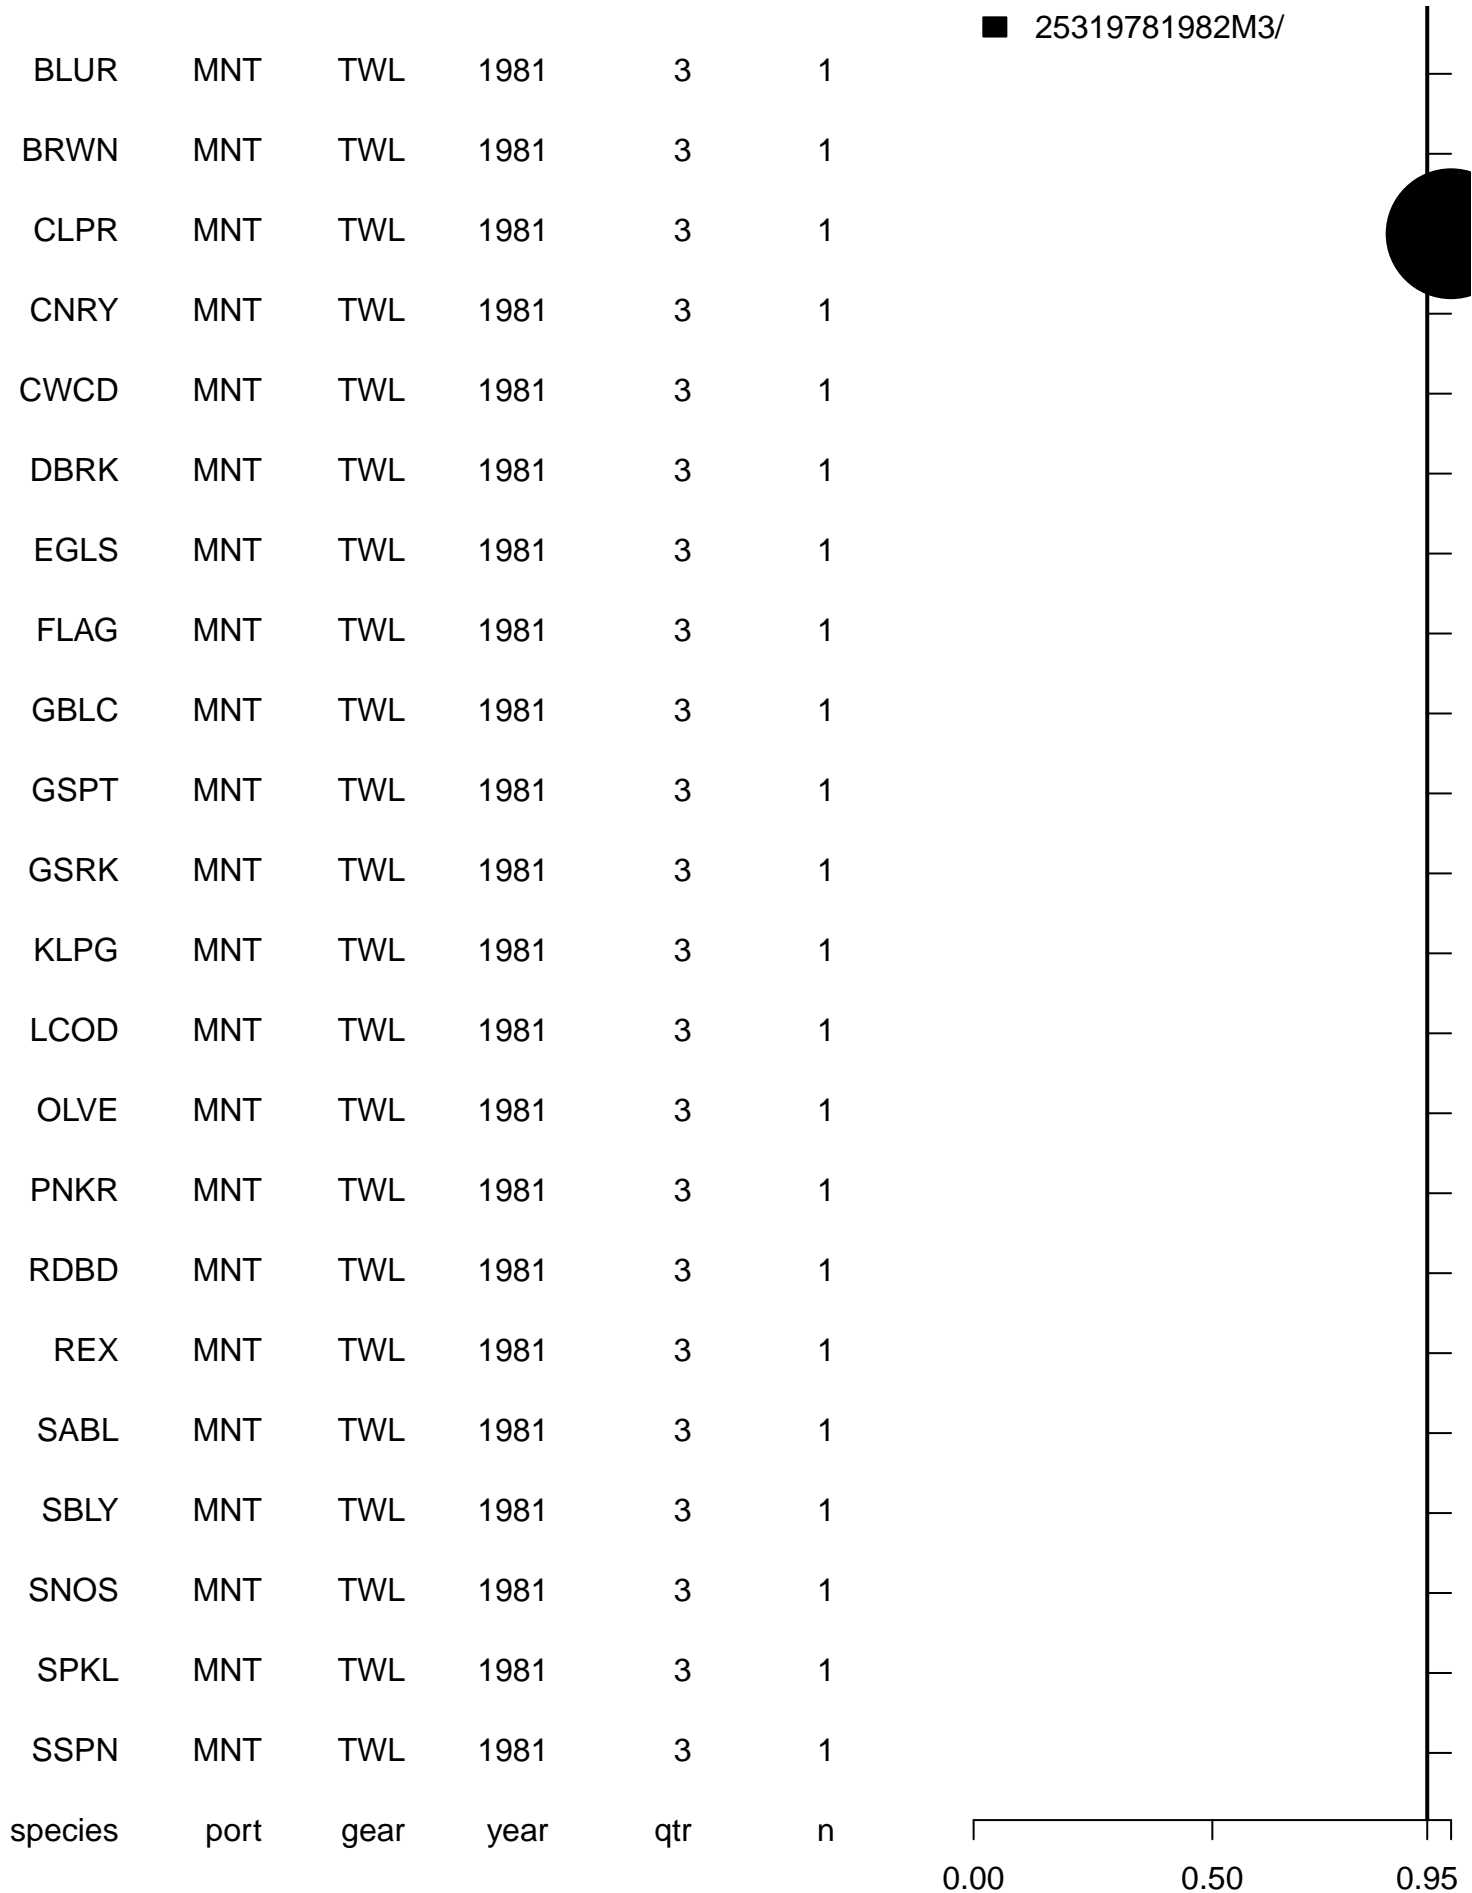 25319781982M3/
BLUR MNT TWL 1981 3 1
BRWN MNT TWL 1981 3 1
CLPR MNT TWL 1981 3 1
CNRY MNT TWL 1981 3 1
CWCD MNT TWL 1981 3 1
DBRK MNT TWL 1981 3 1
EGLS MNT TWL 1981 3 1
FLAG MNT TWL 1981 3 1
GBLC MNT TWL 1981 3 1
GSPT MNT TWL 1981 3 1
GSRK MNT TWL 1981 3 1
KLPG MNT TWL 1981 3 1
LCOD MNT TWL 1981 3 1
OLVE MNT TWL 1981 3 1
PNKR MNT TWL 1981 3 1
RDBD MNT TWL 1981 3 1
REX MNT TWL 1981 3 1
SABL MNT TWL 1981 3 1
SBLY MNT TWL 1981 3 1
SNOS MNT TWL 1981 3 1
SPKL MNT TWL 1981 3 1
SSPN MNT TWL 1981 3 1
species port gear year qtr n
0.00 0.50 0.95